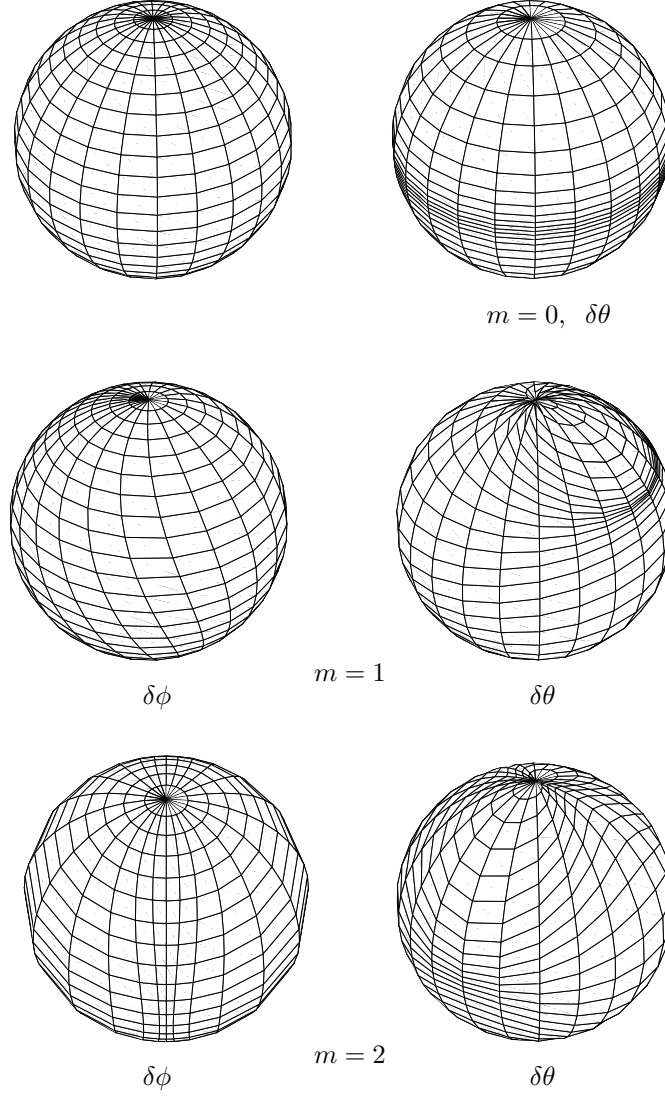 m = 0, δθ
m = 1
δϕ δθ
m = 2
δϕ δθ